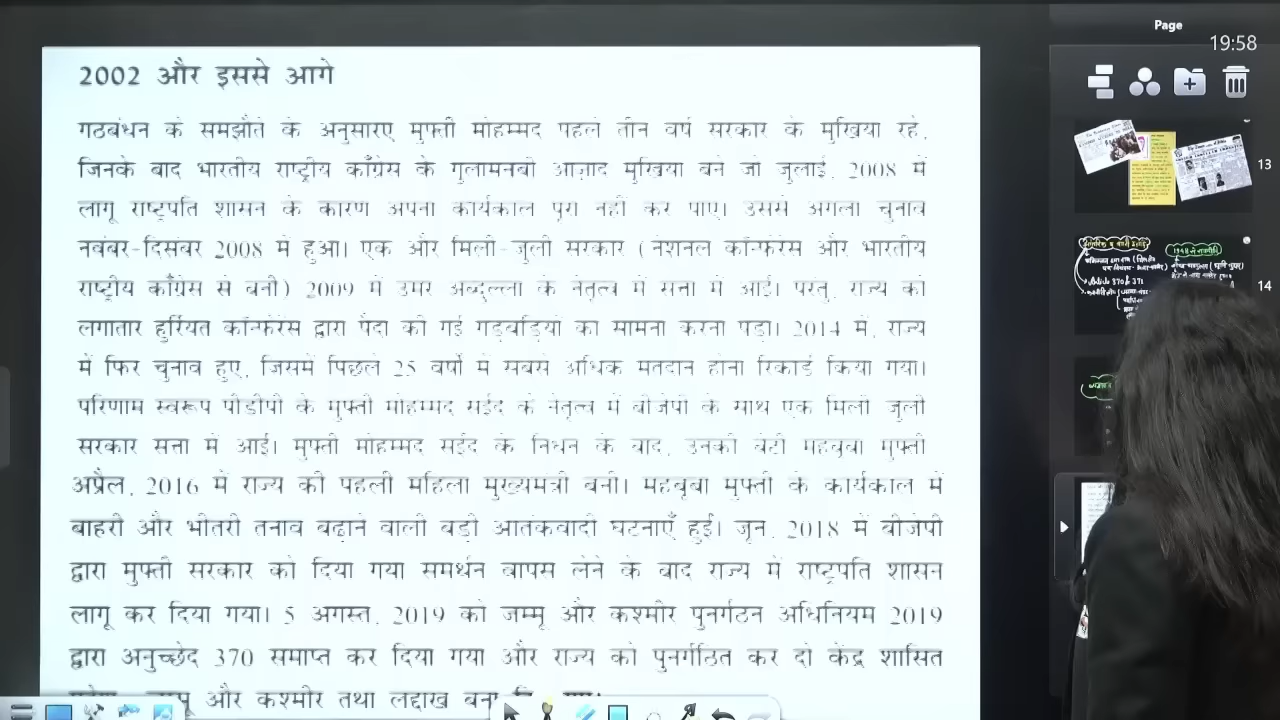 2002 और इससे आगे
गठबंधन के समझौते के अनुसारए मुफ्ती मोहम्मद पहले तीन वर्ष सरकार के मुखिया रहे,
जिनके बाद भारतीय राष्ट्रीय काँग्रेस के गुलामनबी आज़ाद मुखिया बने जो जुलाई, 2008 में
लागू राष्ट्रपति शासन के कारण अपना कार्यकाल पूरा नहीं कर पाए। उससे अगला चुनाव
नवंबर-दिसंबर 2008 में हुआ। एक और मिली-जुली सरकार (नेशनल कॉन्फेरेंस और भारतीय
राष्ट्रीय काँग्रेस से बनी) 2009 में उमर अब्दुल्ला के नेतृत्व में सत्ता में आई। परंतु, राज्य को
लगातार हुर्रियत कॉन्फेरेंस द्वारा पैदा की गई गड़बड़ियों का सामना करना पड़ा। 2014 में, राज्य
में फिर चुनाव हुए, जिसमें पिछले 25 वर्षों में सबसे अधिक मतदान होना रिकार्ड किया गया।
परिणाम स्वरूप पीडीपी के मुफ्ती मोहम्मद सईद के नेतृत्व में बीजेपी के साथ एक मिली जुली
सरकार सत्ता में आई। मुफ्ती मोहम्मद सईद के निधन के बाद, उनकी बेटी महबूबा मुफ्ती
अप्रैल, 2016 में राज्य की पहली महिला मुख्यमंत्री बनी। महबूबा मुफ्ती के कार्यकाल में
बाहरी और भीतरी तनाव बढ़ाने वाली बड़ी आतंकवादी घटनाएँ हुई। जून, 2018 में बीजेपी
द्वारा मुफ्ती सरकार को दिया गया समर्थन वापस लेने के बाद राज्य में राष्ट्रपति शासन
लागू कर दिया गया। 5 अगस्त, 2019 को जम्मू और कश्मीर पुनर्गठन अधिनियम 2019
द्वारा अनुच्छेद 370 समाप्त कर दिया गया और राज्य को पुनर्गठित कर दो केंद्र शासित
और कश्मीर तथा लद्दाख
Page
19:58
13
14